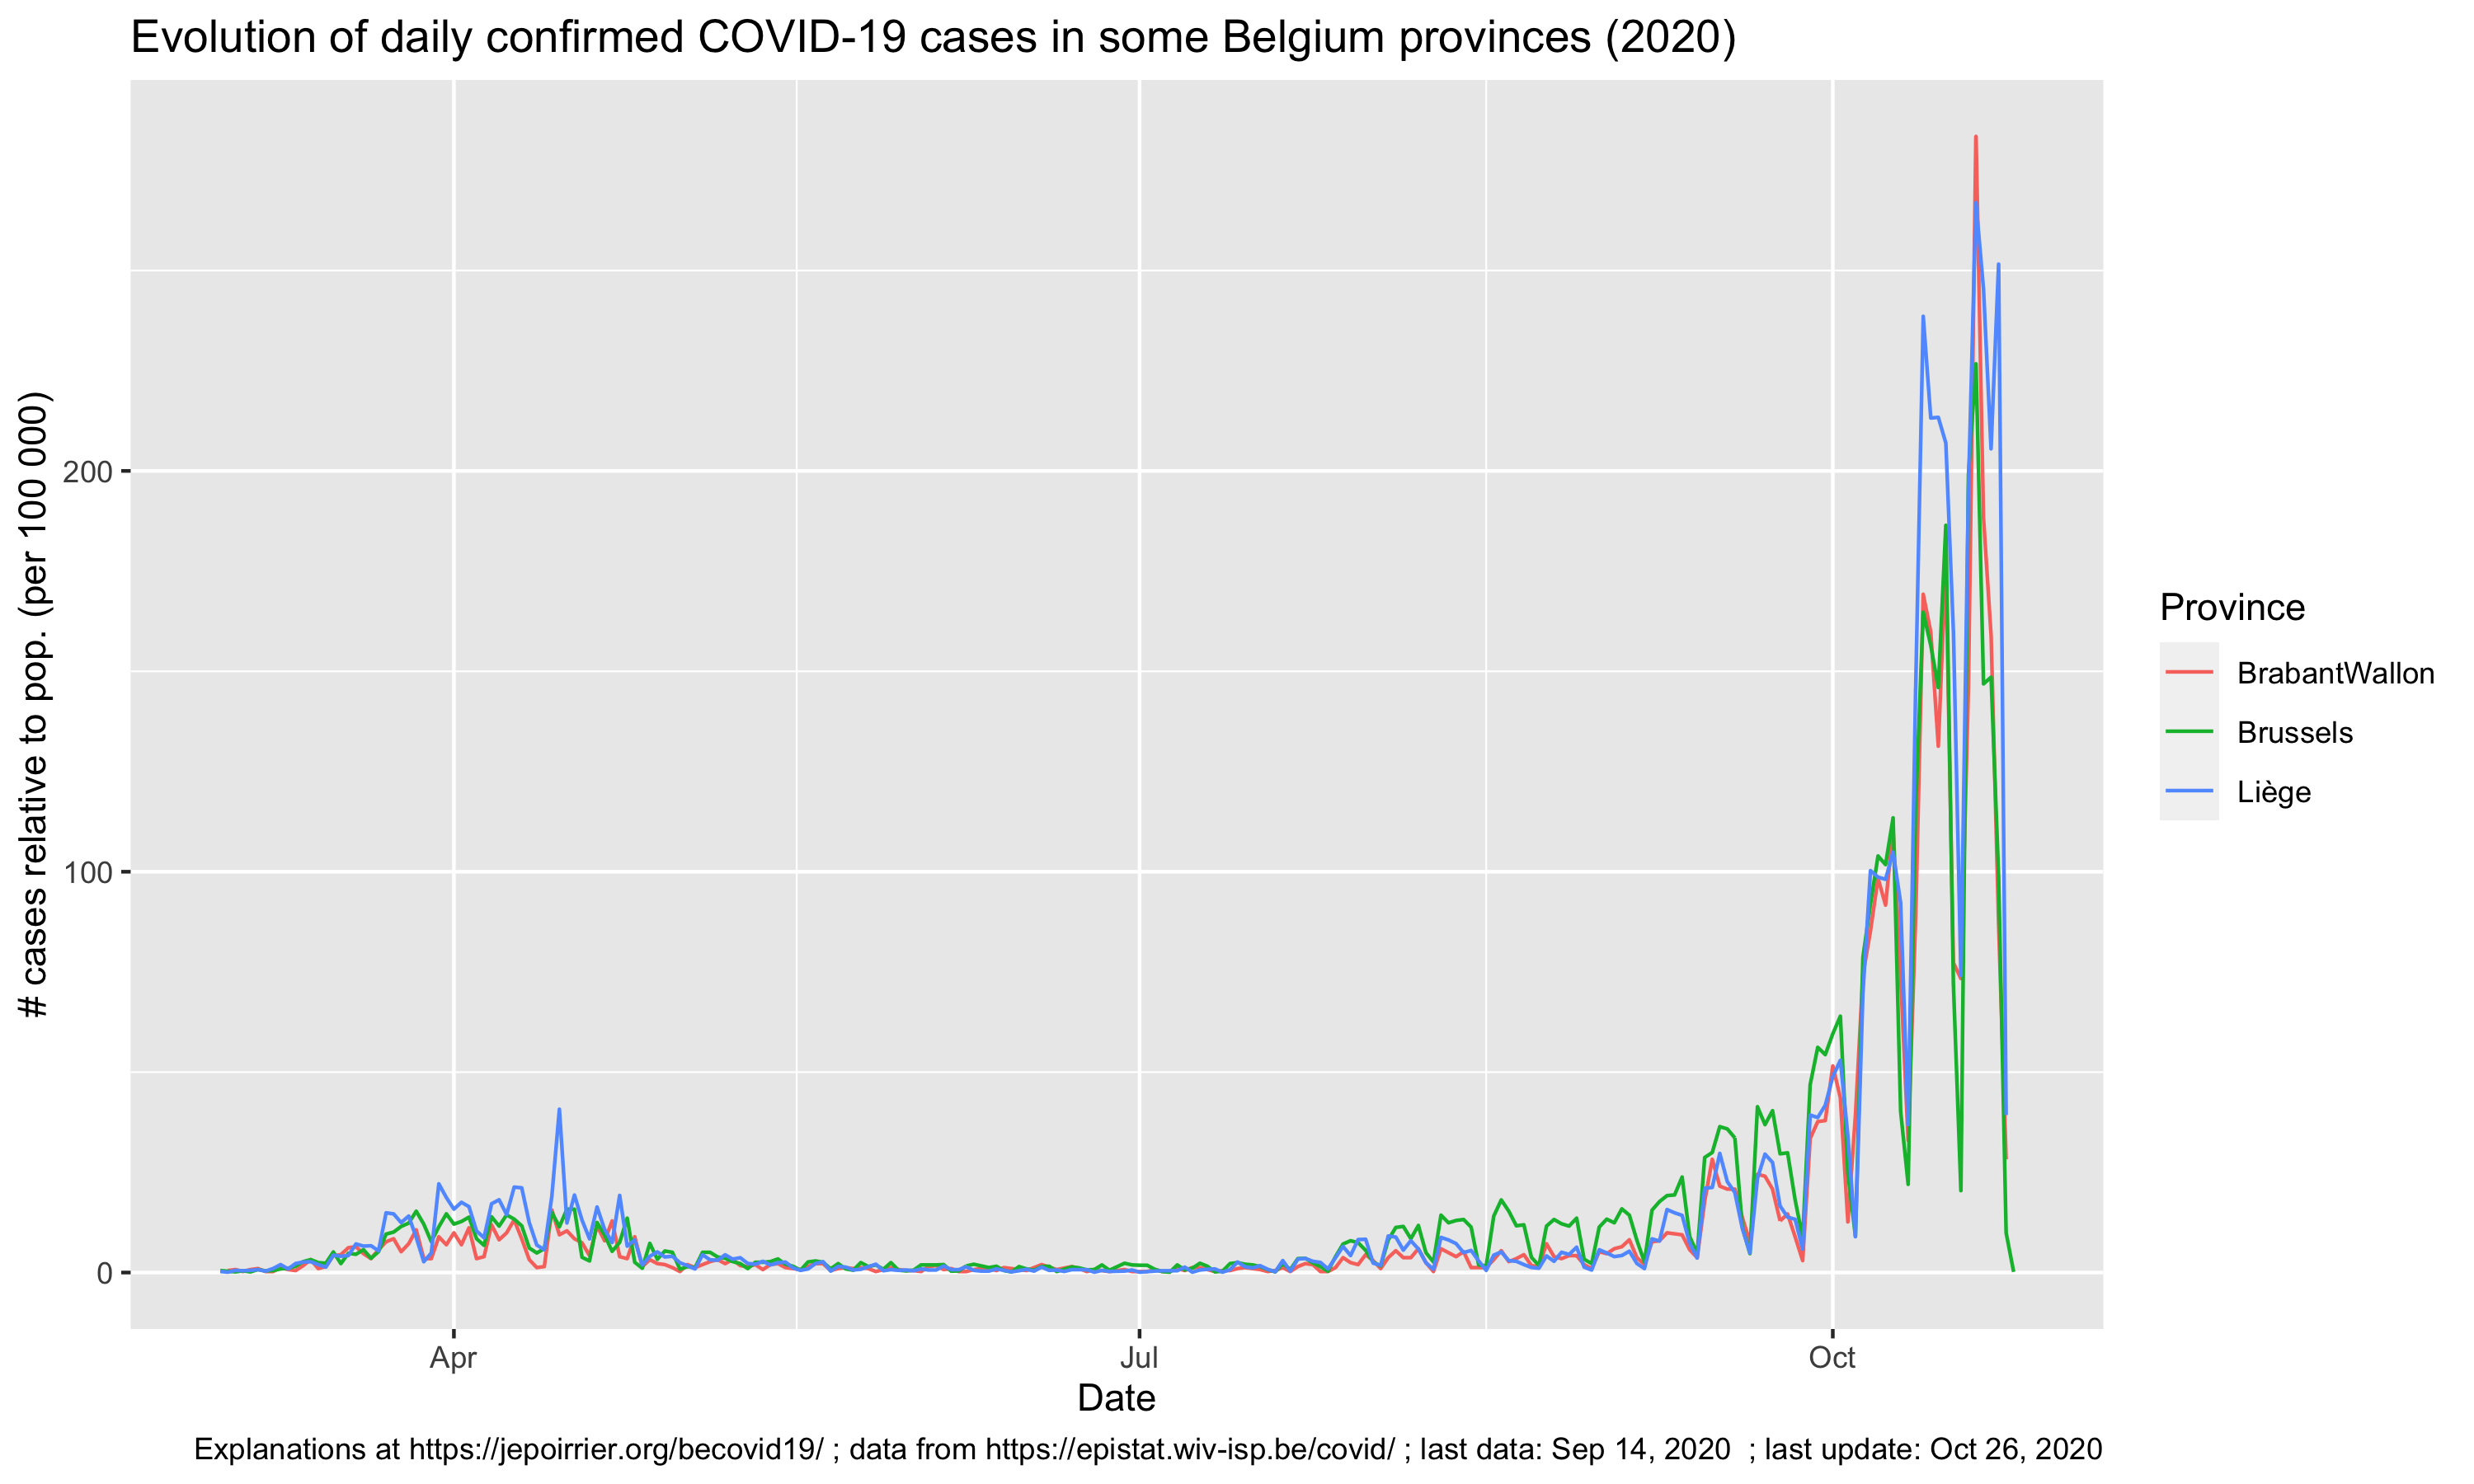 Evolution of daily confirmed COVID-19 cases in some Belgium provinces (2020)
# cases relative to pop. (per 100 000)
200
100
0
Apr
Jul
Oct
Date
Province
BrabantWallon
Brussels
Liège
Explanations at https://jepoirrier.org/becovid19/ ; data from https://epistat.wiv-isp.be/covid/ ; last data: Sep 14, 2020  ; last update: Oct 26, 2020